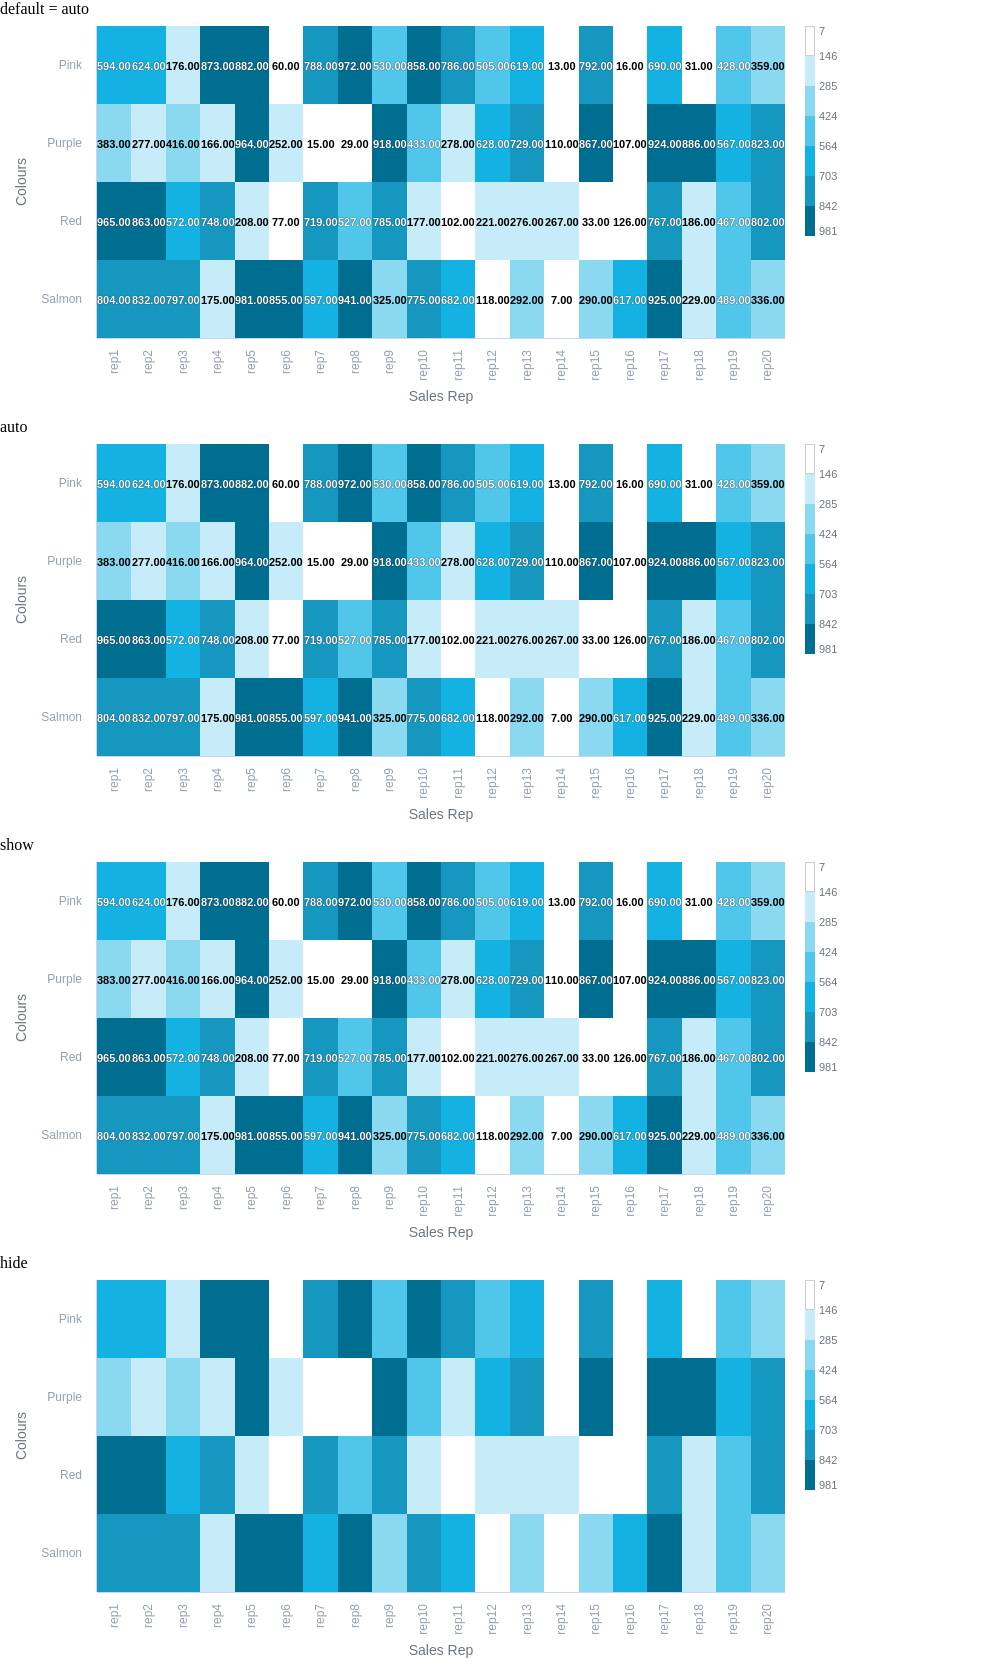 default = auto
Pink 594.00 624.00 176.00 873.00 882.00 60.00 788.00 972.00 530.00 858.00 786.00 505.00 619.00 13.00 792.00 16.00 690.00 31.00 428.00 359.00
Purple 383.00 277.00 416.00 166.00 964.00 252.00 15.00 29.00 918.00 433.00 278.00 628.00 729.00 110.00 867.00 107.00 924.00 886.00 567.00 823.00
Red 965.00 863.00 572.00 748.00 208.00 77.00 719.00 527.00 785.00 177.00 102.00 221.00 276.00 267.00 33.00 126.00 767.00 186.00 467.00 802.00
Salmon 804.00 832.00 797.00 175.00 981.00 855.00 597.00 941.00 325.00 775.00 682.00 118.00 292.00 7.00 290.00 617.00 925.00 229.00 489.00 336.00
Colours
rep1 rep2 rep3 rep4 rep5 rep6 rep7 rep8 rep9 rep10 rep11 rep12 rep13 rep14 rep15 rep16 rep17 rep18 rep19 rep20
Sales Rep
7
146
285
424
564
703
842
981
auto
Pink 594.00 624.00 176.00 873.00 882.00 60.00 788.00 972.00 530.00 858.00 786.00 505.00 619.00 13.00 792.00 16.00 690.00 31.00 428.00 359.00
Purple 383.00 277.00 416.00 166.00 964.00 252.00 15.00 29.00 918.00 433.00 278.00 628.00 729.00 110.00 867.00 107.00 924.00 886.00 567.00 823.00
Red 965.00 863.00 572.00 748.00 208.00 77.00 719.00 527.00 785.00 177.00 102.00 221.00 276.00 267.00 33.00 126.00 767.00 186.00 467.00 802.00
Salmon 804.00 832.00 797.00 175.00 981.00 855.00 597.00 941.00 325.00 775.00 682.00 118.00 292.00 7.00 290.00 617.00 925.00 229.00 489.00 336.00
Colours
rep1 rep2 rep3 rep4 rep5 rep6 rep7 rep8 rep9 rep10 rep11 rep12 rep13 rep14 rep15 rep16 rep17 rep18 rep19 rep20
Sales Rep
7
146
285
424
564
703
842
981
show
Pink 594.00 624.00 176.00 873.00 882.00 60.00 788.00 972.00 530.00 858.00 786.00 505.00 619.00 13.00 792.00 16.00 690.00 31.00 428.00 359.00
Purple 383.00 277.00 416.00 166.00 964.00 252.00 15.00 29.00 918.00 433.00 278.00 628.00 729.00 110.00 867.00 107.00 924.00 886.00 567.00 823.00
Red 965.00 863.00 572.00 748.00 208.00 77.00 719.00 527.00 785.00 177.00 102.00 221.00 276.00 267.00 33.00 126.00 767.00 186.00 467.00 802.00
Salmon 804.00 832.00 797.00 175.00 981.00 855.00 597.00 941.00 325.00 775.00 682.00 118.00 292.00 7.00 290.00 617.00 925.00 229.00 489.00 336.00
Colours
rep1 rep2 rep3 rep4 rep5 rep6 rep7 rep8 rep9 rep10 rep11 rep12 rep13 rep14 rep15 rep16 rep17 rep18 rep19 rep20
Sales Rep
7
146
285
424
564
703
842
981
hide
Pink
Purple
Red
Salmon
Colours
rep1 rep2 rep3 rep4 rep5 rep6 rep7 rep8 rep9 rep10 rep11 rep12 rep13 rep14 rep15 rep16 rep17 rep18 rep19 rep20
Sales Rep
7
146
285
424
564
703
842
981